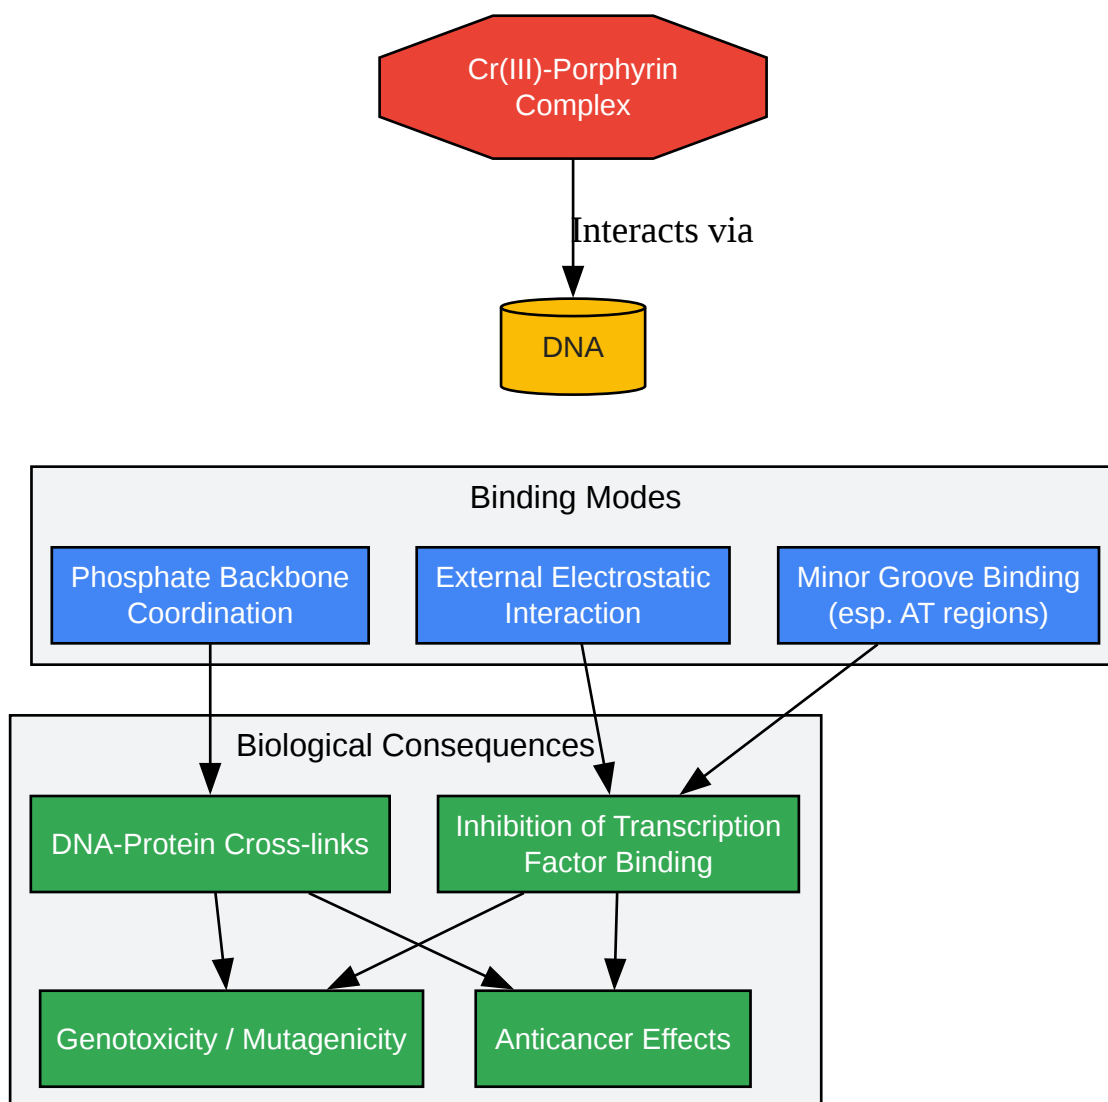 Cr(III)-Porphyrin
Complex
Interacts via
DNA
Binding Modes
Phosphate Backbone
Coordination
External Electrostatic
Interaction
Minor Groove Binding
(esp. AT regions)
Biological Consequences
DNA-Protein Cross-links
Inhibition of Transcription
Factor Binding
Genotoxicity / Mutagenicity
Anticancer Effects